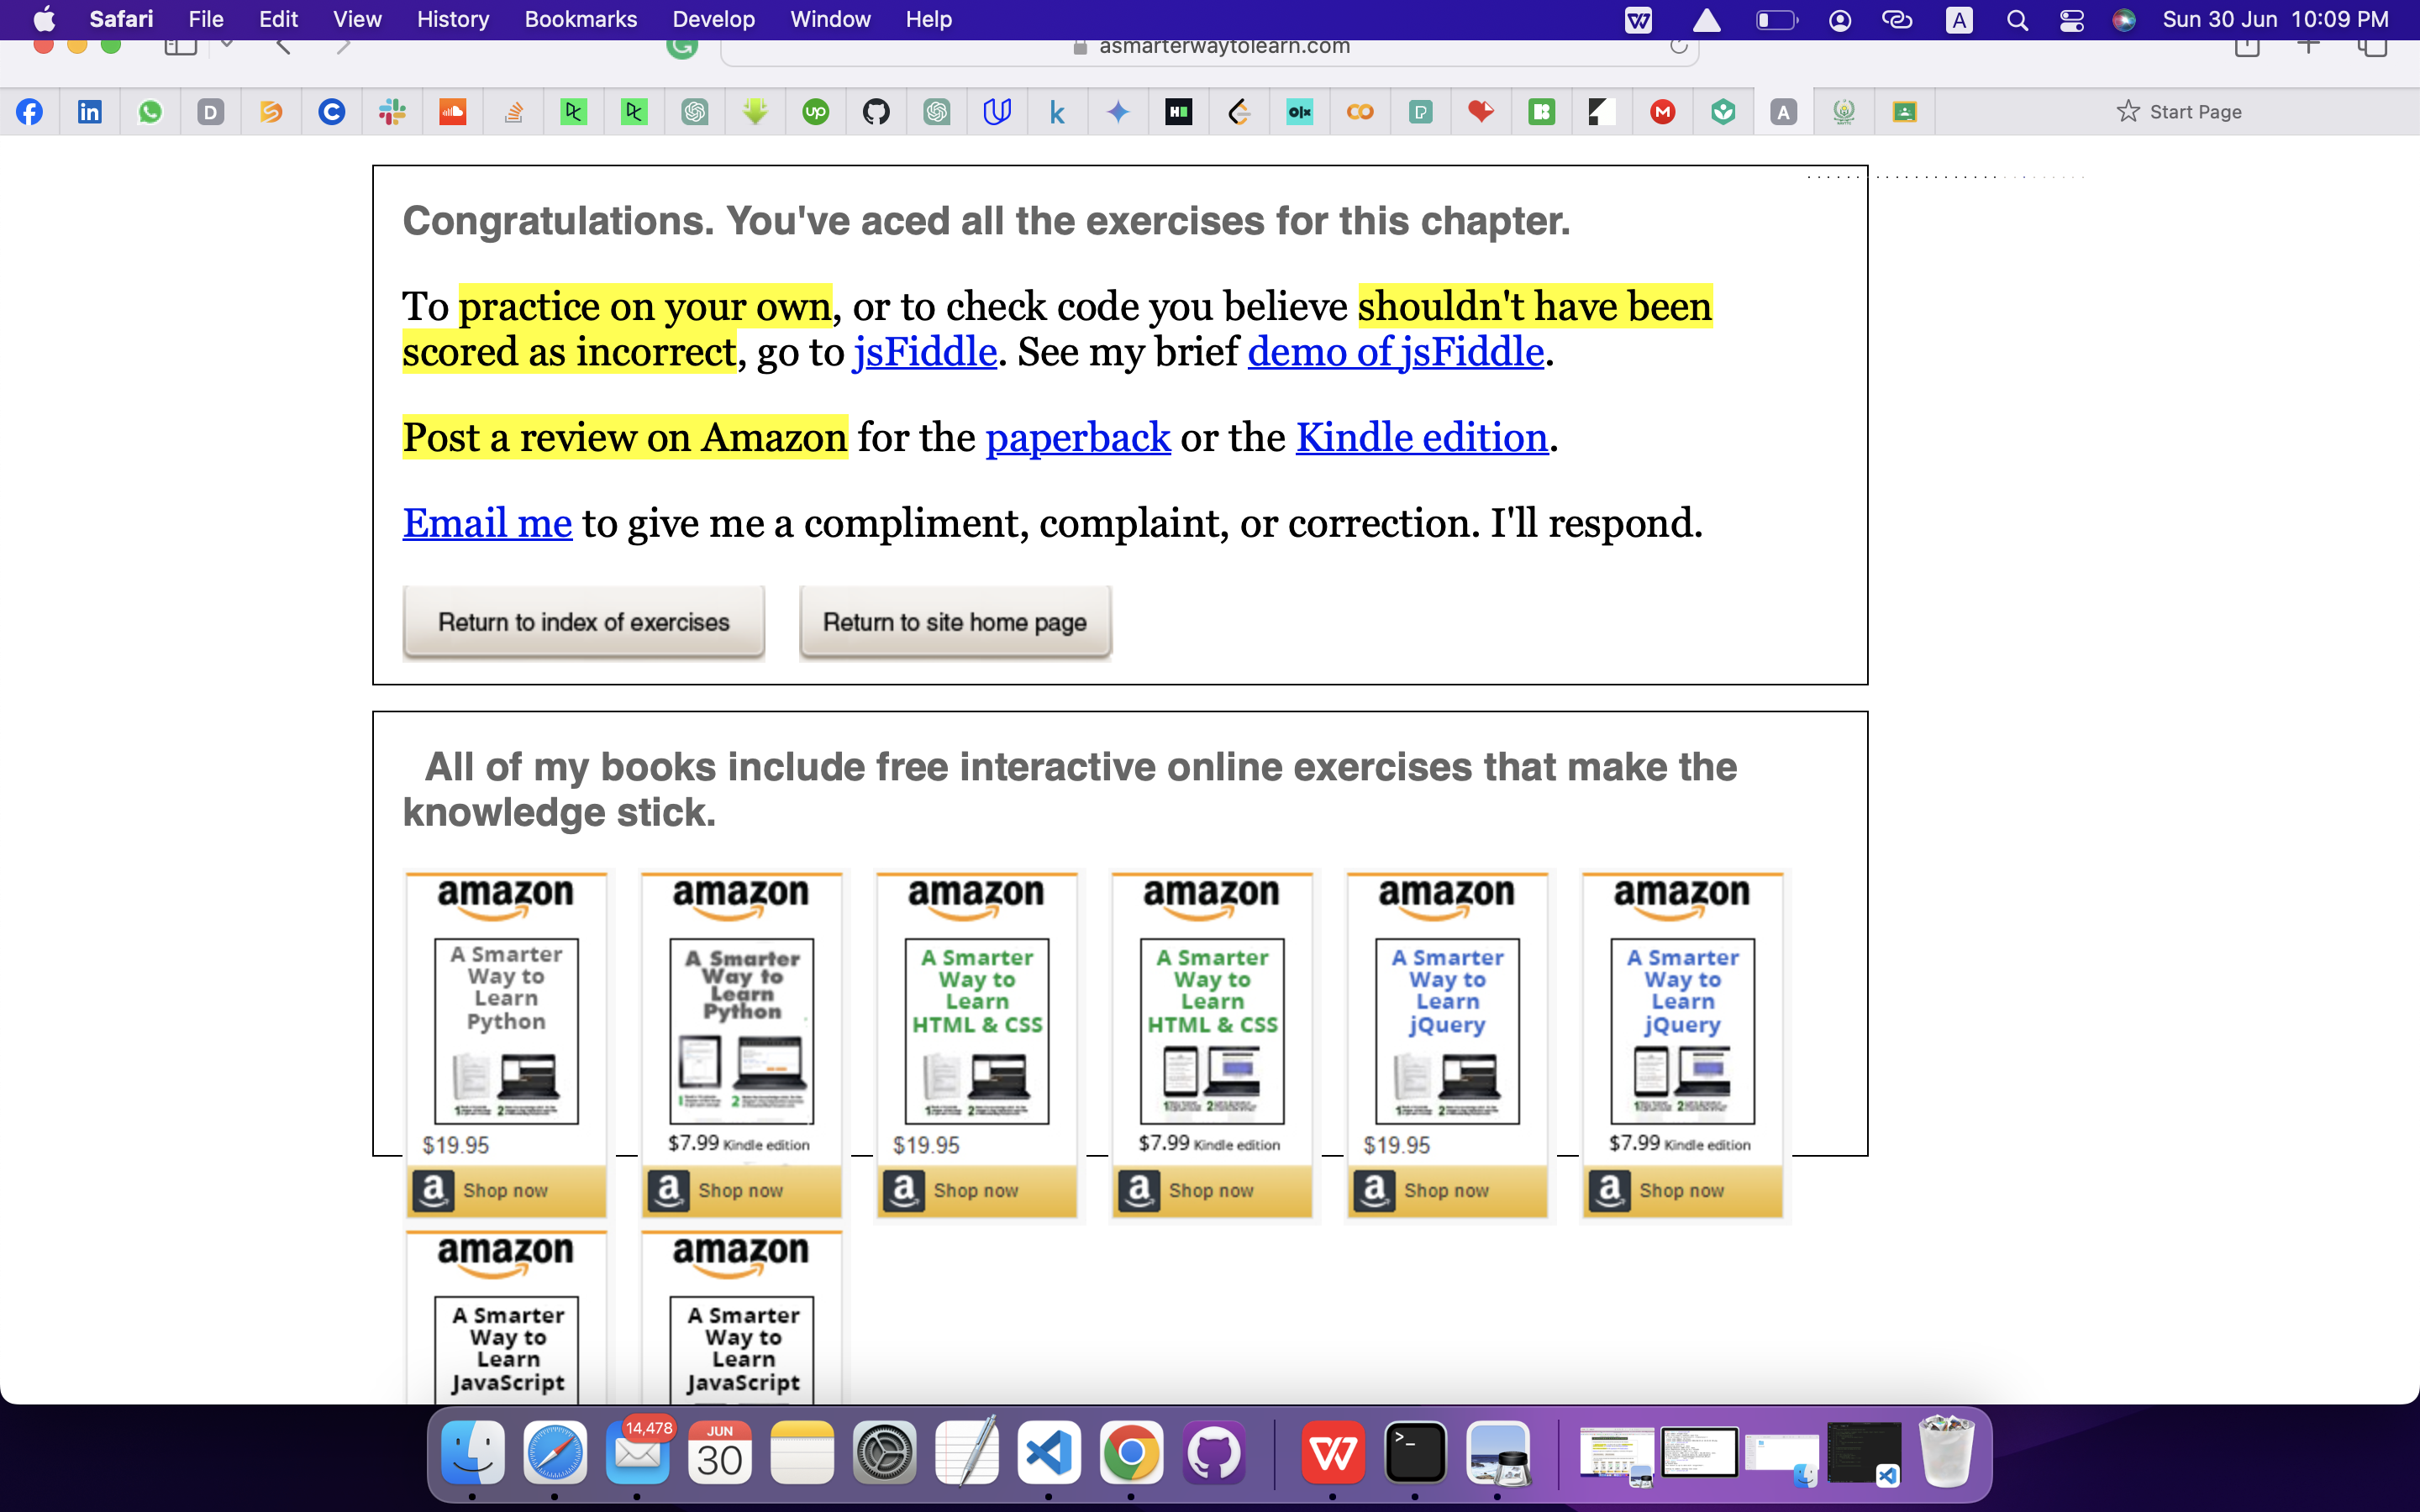 Safari File Edit View History Bookmarks Develop Window Help A Sun 30 Jun 10:09 PM
asmarterwaytolearn.com
Start Page
Congratulations. You've aced all the exercises for this chapter.
To practice on your own, or to check code you believe shouldn't have been
scored as incorrect, go to jsFiddle. See my brief demo of jsFiddle.
Post a review on Amazon for the paperback or the Kindle edition.
Email me to give me a compliment, complaint, or correction. I'll respond.
Return to index of exercises Return to site home page
All of my books include free interactive online exercises that make the
knowledge stick.
amazon amazon amazon amazon amazon amazon
A Smarter A Smarter A Smarter A Smarter A Smarter A Smarter
Way to Way to Way to Way to Way to Way to
Learn Learn Learn Learn Learn Learn
Python Python HTML & CSS HTML & CSS jQuery jQuery
$19.95 $7.99 Kindle edition $19.95 $7.99 Kindle edition $19.95 $7.99 Kindle edition
Shop now Shop now Shop now Shop now Shop now Shop now
amazon amazon
A Smarter A Smarter
Way to Way to
Learn Learn
JavaScript JavaScript
14,478
JUN
30